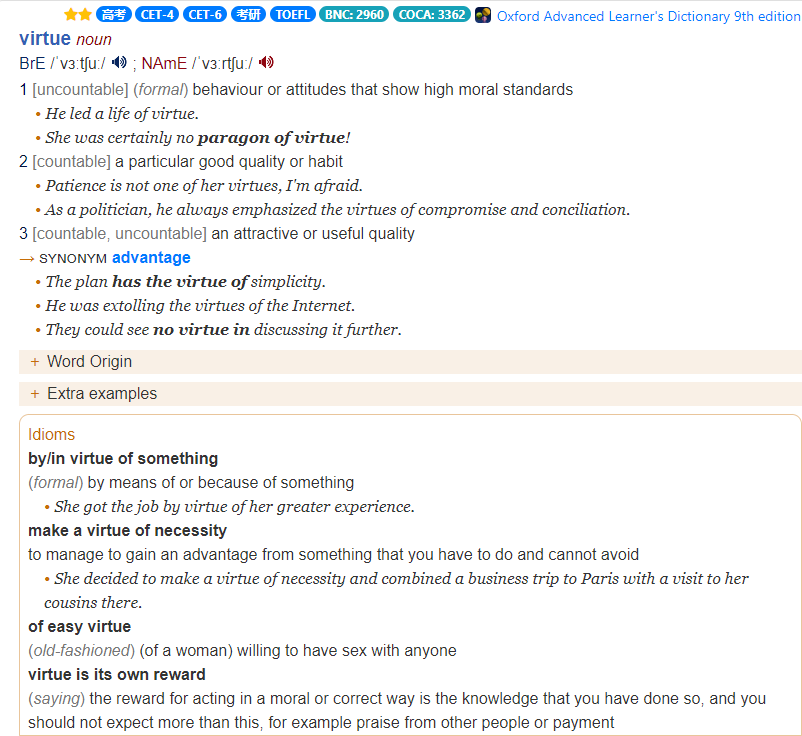 高考 CET-4 CET-6 考研 TOEFL BNC: 2960 COCA: 3362 Oxford Advanced Learner's Dictionary 9th edition
virtue noun
BrE /ˈvɜːtʃuː/ ; NAmE /ˈvɜːrtʃuː/
1 [uncountable] (formal) behaviour or attitudes that show high moral standards
• He led a life of virtue.
• She was certainly no paragon of virtue!
2 [countable] a particular good quality or habit
• Patience is not one of her virtues, I'm afraid.
• As a politician, he always emphasized the virtues of compromise and conciliation.
3 [countable, uncountable] an attractive or useful quality
→ SYNONYM advantage
• The plan has the virtue of simplicity.
• He was extolling the virtues of the Internet.
• They could see no virtue in discussing it further.
+ Word Origin
+ Extra examples
Idioms
by/in virtue of something
(formal) by means of or because of something
• She got the job by virtue of her greater experience.
make a virtue of necessity
to manage to gain an advantage from something that you have to do and cannot avoid
• She decided to make a virtue of necessity and combined a business trip to Paris with a visit to her
cousins there.
of easy virtue
(old-fashioned) (of a woman) willing to have sex with anyone
virtue is its own reward
(saying) the reward for acting in a moral or correct way is the knowledge that you have done so, and you
should not expect more than this, for example praise from other people or payment